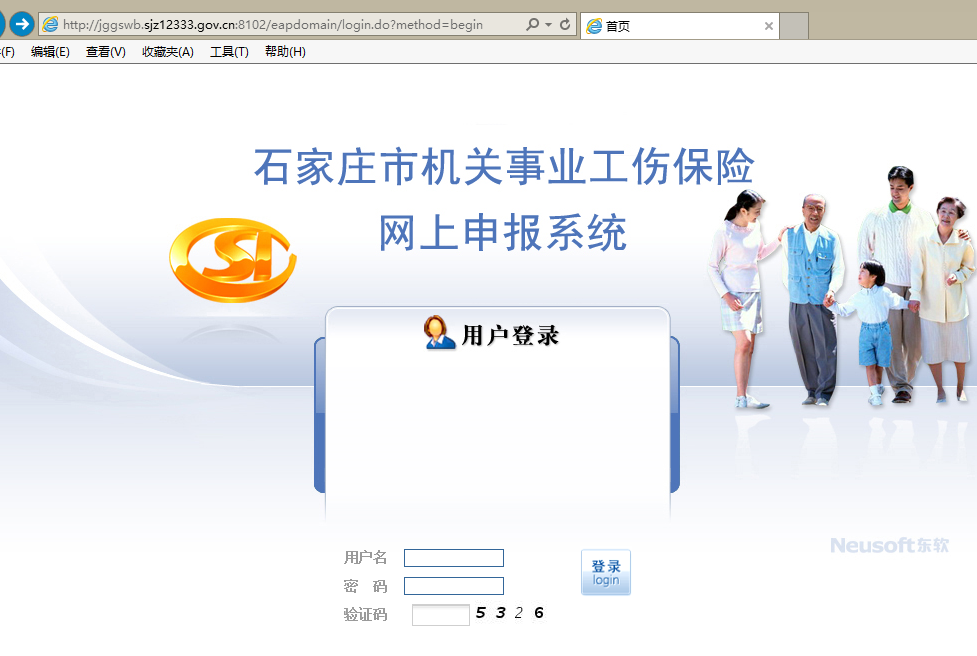 http://jggswb.sjz12333.gov.cn:8102/eapdomain/login.do?method=begin
首页
(F) 编辑(E) 查看(V) 收藏夹(A) 工具(T) 帮助(H)
石家庄市机关事业工伤保险
网上申报系统
SI
用户登录
Neusoft东软
用户名
登录
login
密 码
验证码 5 3 2 6